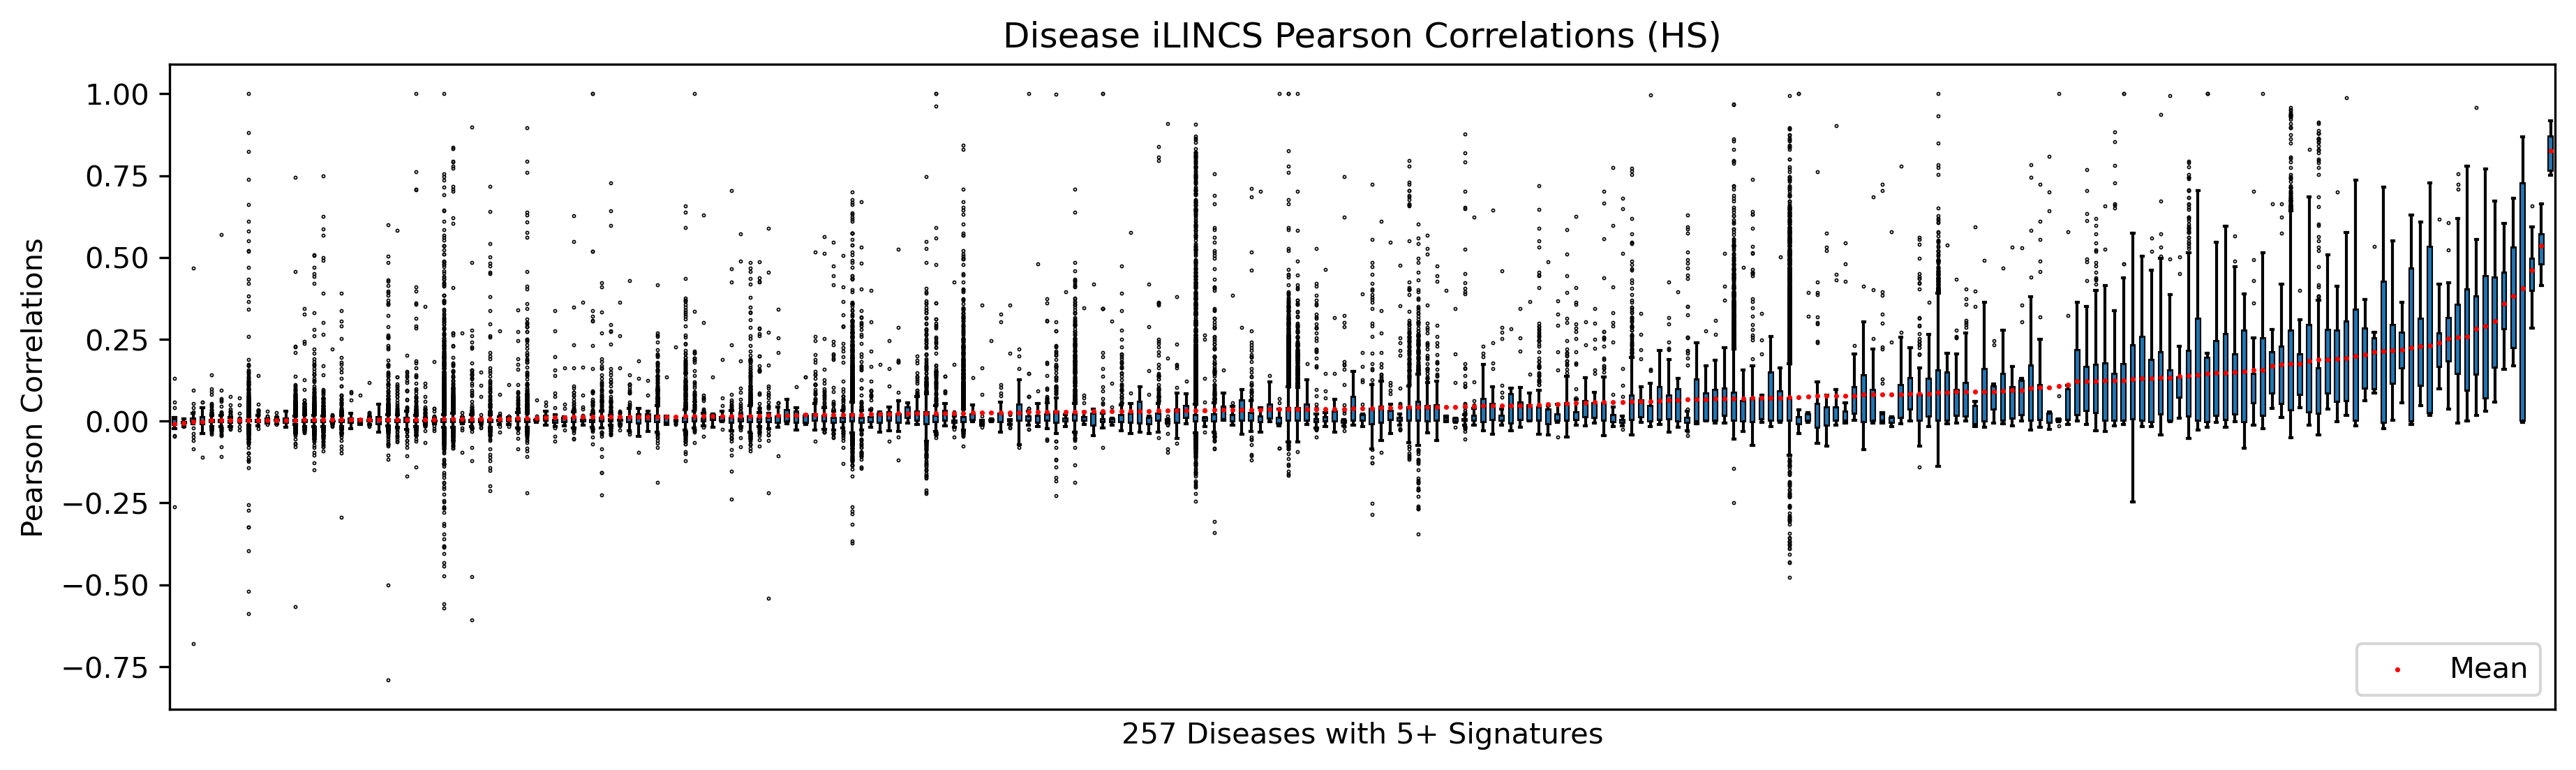 Disease iLINCS Pearson Correlations (HS)
1.00
0.75
0.50
0.25
0.00
−0.25
−0.50
−0.75
Pearson Correlations
Mean
257 Diseases with 5+ Signatures